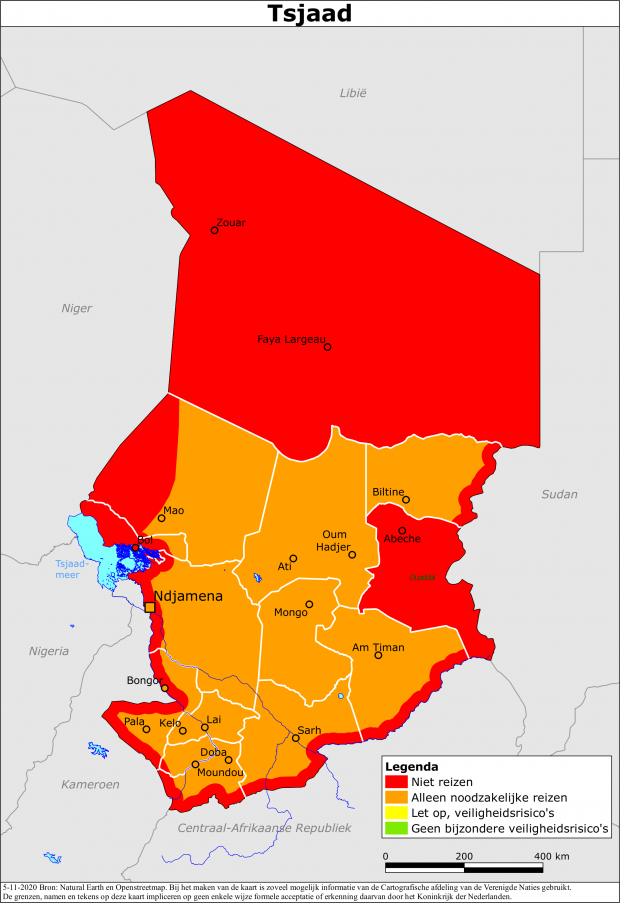 Tsjaad
Libië
Zouar
Niger
Faya Largeau
Biltine
Sudan
Mao
Oum
Hadjer
Abeche
Bol
Tsjaad-
meer
Ati
Ndjamena
Mongo
Nigeria
Am Timan
Bongor
Pala
Kelo
Lai
Sarh
Doba
Moundou
Kameroen
Centraal-Afrikaanse Republiek
Legenda
Niet reizen
Alleen noodzakelijke reizen
Let op, veiligheidsrisico's
Geen bijzondere veiligheidsrisico's
0 200 400 km
5-11-2020 Bron: Natural Earth en Openstreetmap. Bij het maken van de kaart is zoveel mogelijk informatie van de Cartografische afdeling van de Verenigde Naties gebruikt.
De grenzen, namen en tekens op deze kaart impliceren op geen enkele wijze formele acceptatie of erkenning daarvan door het Koninkrijk der Nederlanden.